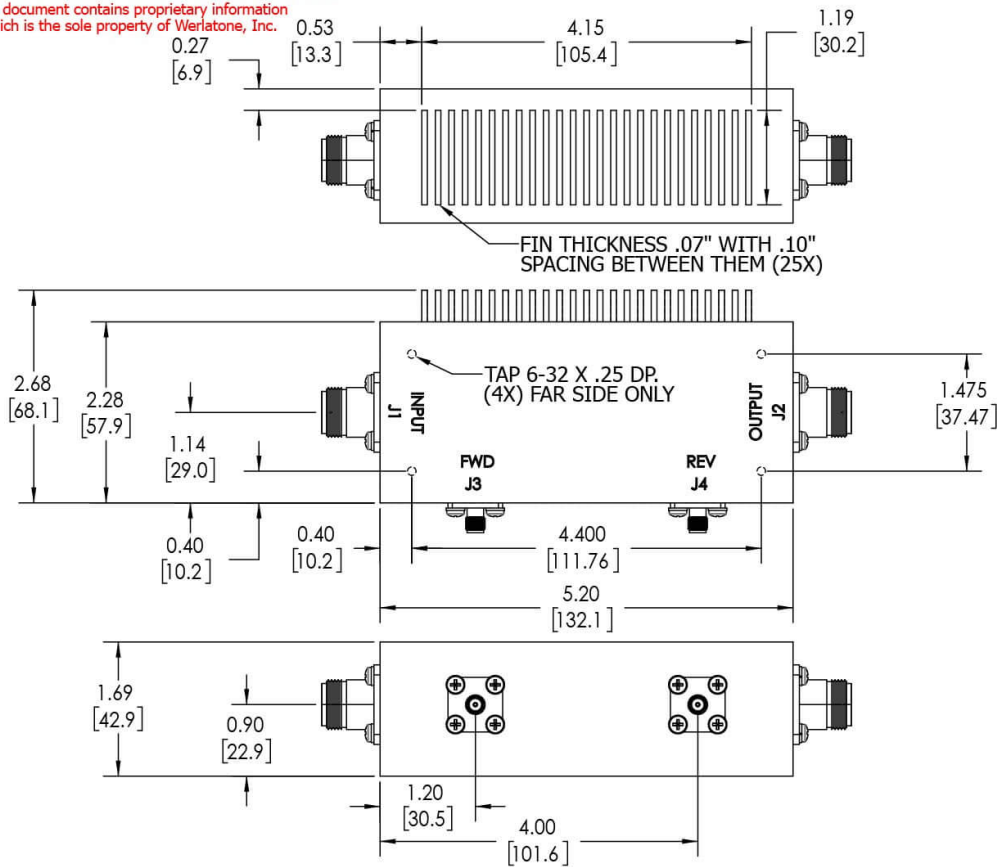 document contains proprietary information
ich is the sole property of Werlatone, Inc.
0.53
[13.3]
4.15
[105.4]
1.19
[30.2]
0.27
[6.9]
FIN THICKNESS .07" WITH .10"
SPACING BETWEEN THEM (25X)
TAP 6-32 X .25 DP.
(4X) FAR SIDE ONLY
2.68
[68.1]
2.28
[57.9]
1.14
[29.0]
INPUT
J1
OUTPUT
J2
1.475
[37.47]
FWD
J3
REV
J4
0.40
[10.2]
0.40
[10.2]
4.400
[111.76]
5.20
[132.1]
1.69
[42.9]
0.90
[22.9]
1.20
[30.5]
4.00
[101.6]